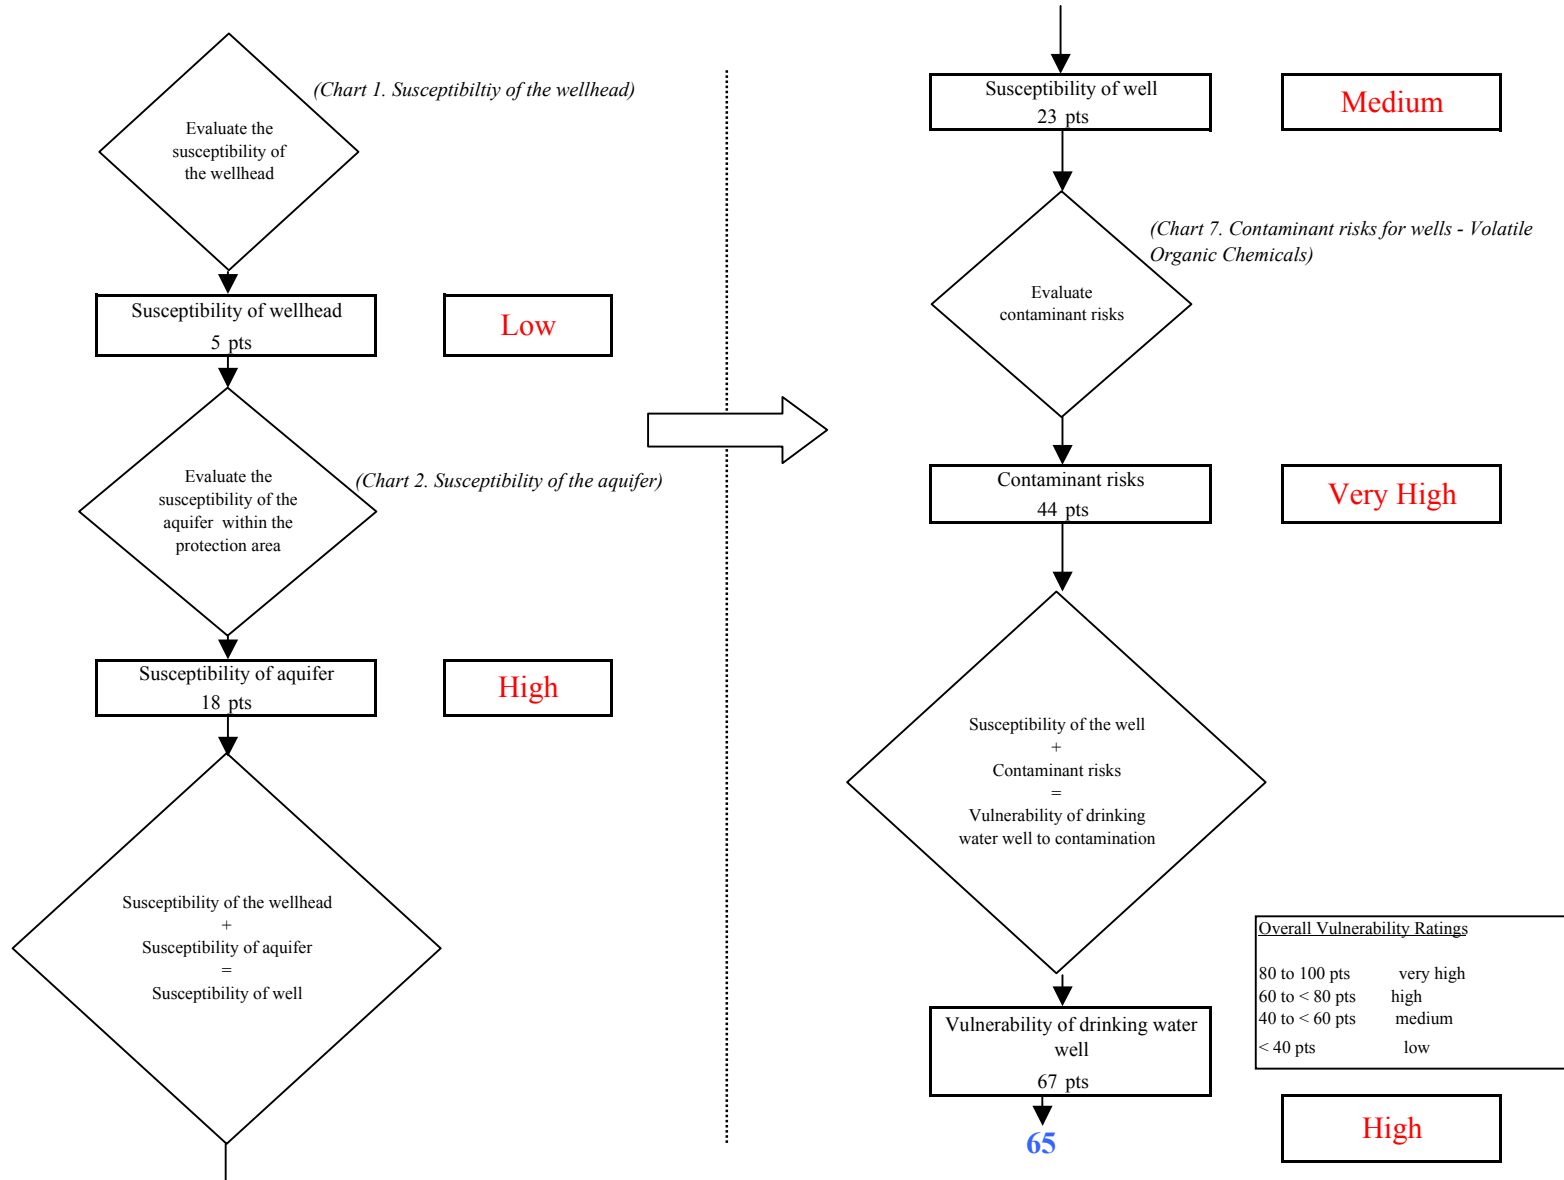 (Chart 1. Susceptibiltiy of the wellhead)
Evaluate the
susceptibility of
the wellhead
Susceptibility of wellhead
5 pts
Low
Evaluate the
susceptibility of the
aquifer within the
protection area
(Chart 2. Susceptibility of the aquifer)
Susceptibility of aquifer
18 pts
High
Susceptibility of the wellhead
+
Susceptibility of aquifer
=
Susceptibility of well
Susceptibility of well
23 pts
Medium
(Chart 7. Contaminant risks for wells - Volatile
Organic Chemicals)
Evaluate
contaminant risks
Contaminant risks
44 pts
Very High
Susceptibility of the well
+
Contaminant risks
=
Vulnerability of drinking
water well to contamination
Overall Vulnerability Ratings
80 to 100 pts very high
60 to < 80 pts high
40 to < 60 pts medium
< 40 pts low
Vulnerability of drinking water
well
67 pts
65
High